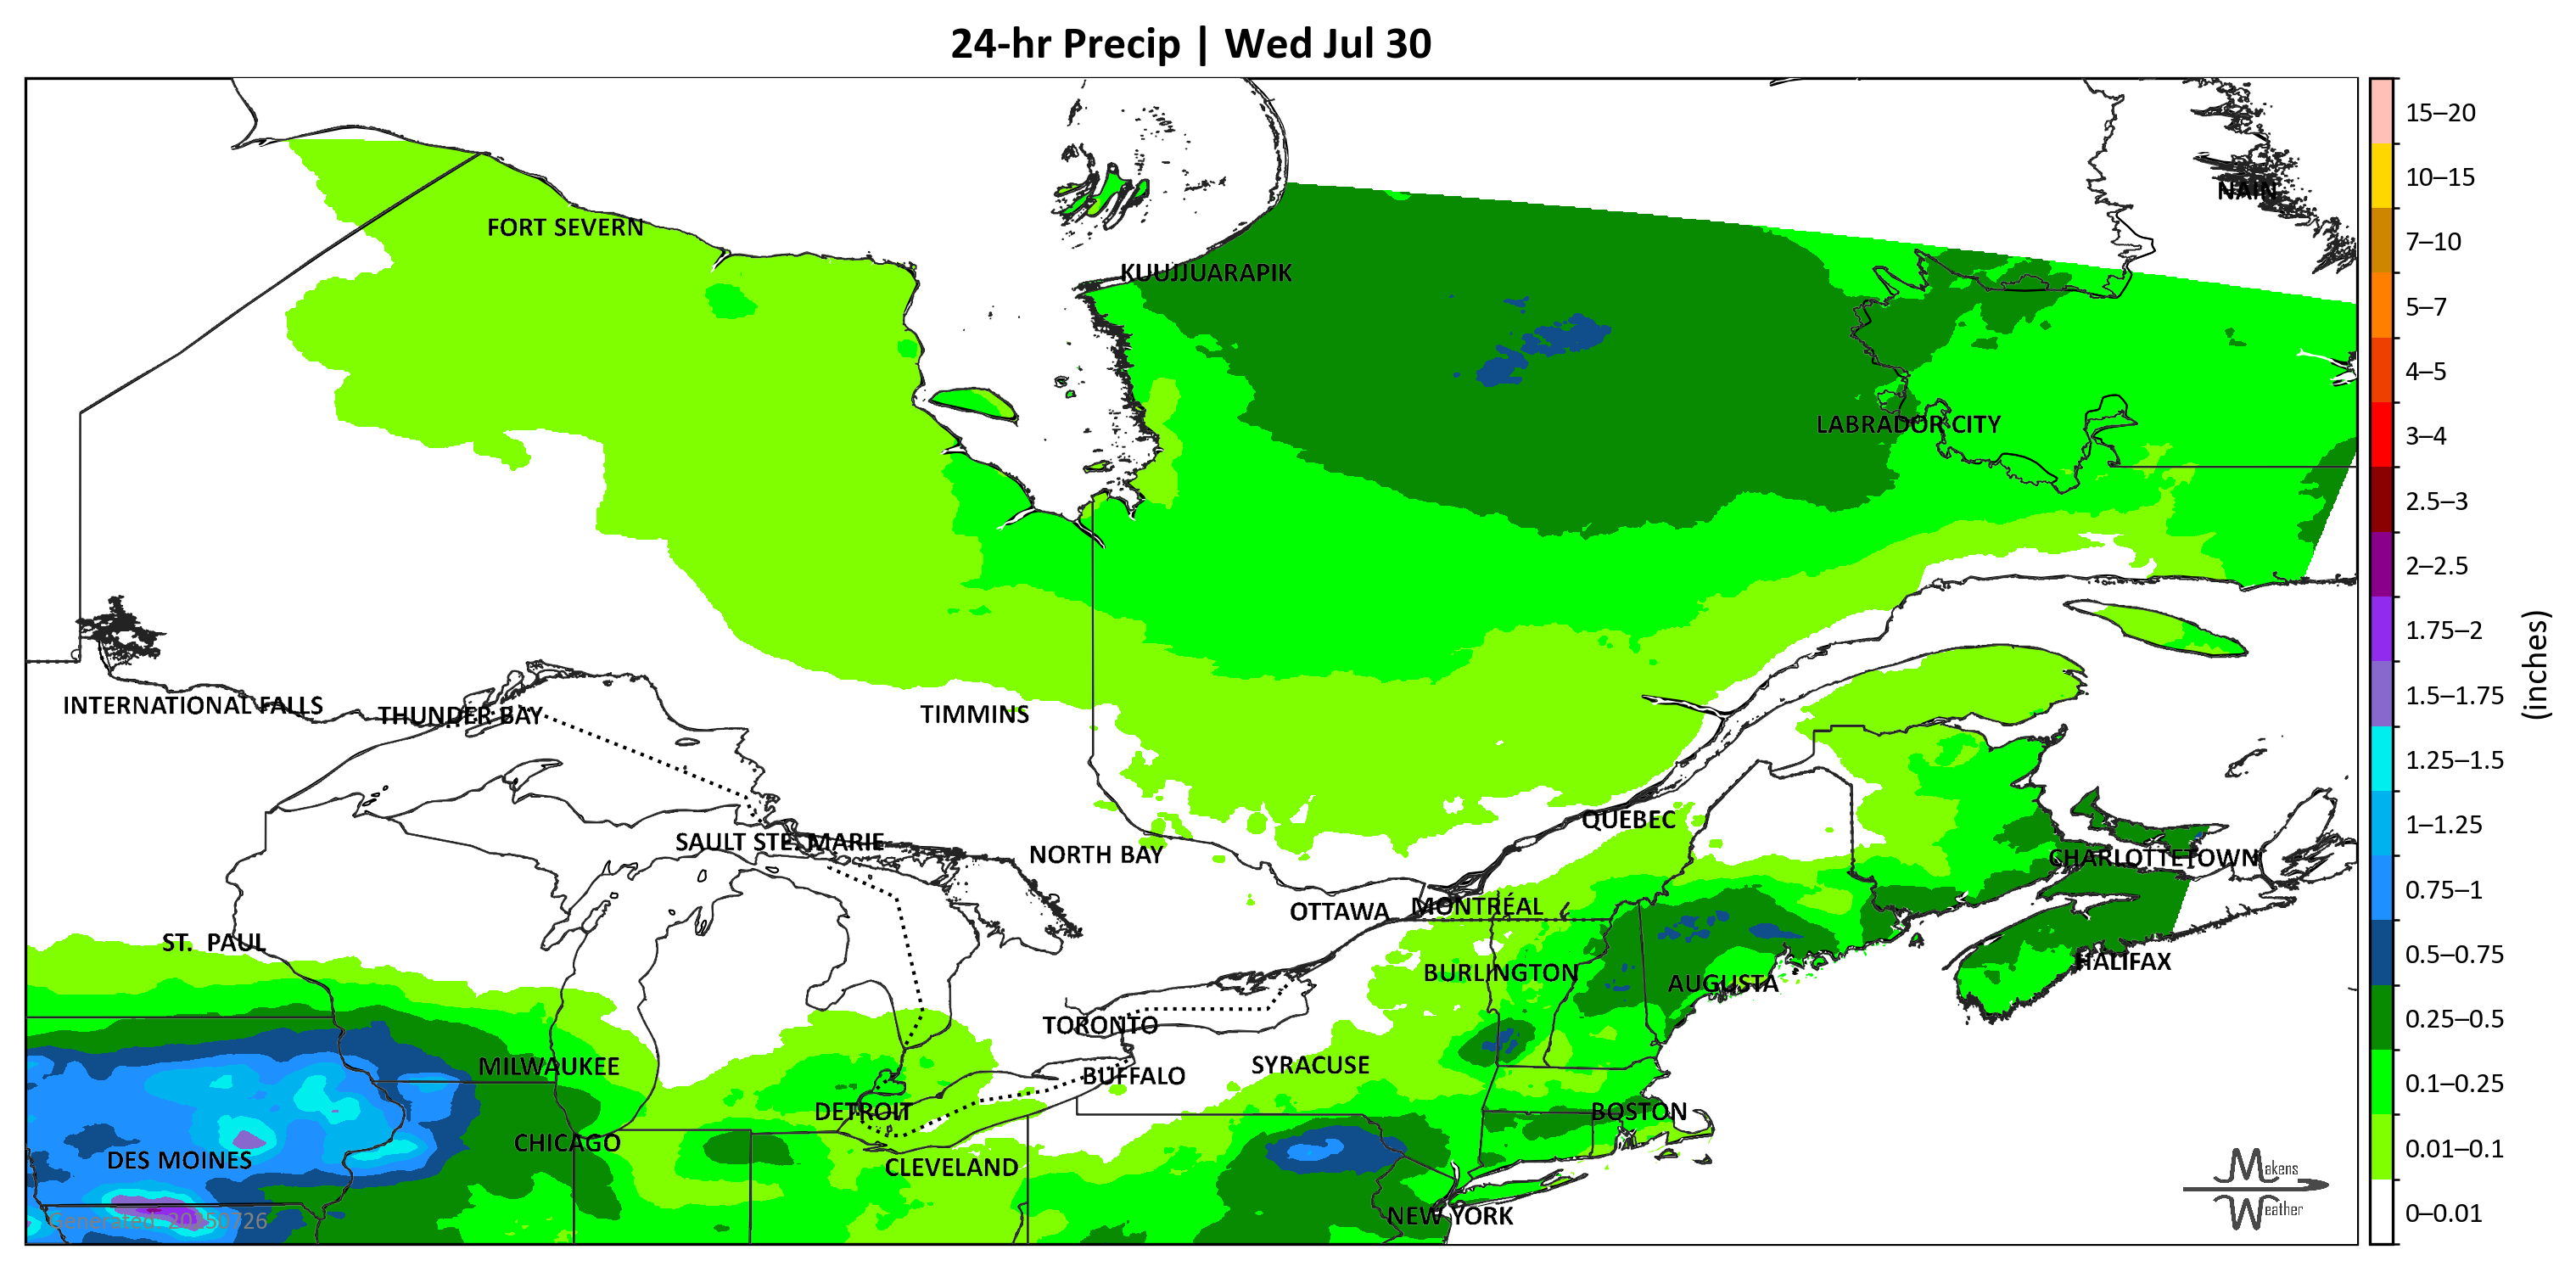 24-hr Precip | Wed Jul 30
NAIN
FORT SEVERN
KUUJJUARAPIK
LABRADOR CITY
INTERNATIONAL FALLS
THUNDER BAY
TIMMINS
QUÉBEC
SAULT STE. MARIE
NORTH BAY
CHARLOTTETOWN
OTTAWA
MONTRÉAL
ST. PAUL
HALIFAX
BURLINGTON
AUGUSTA
TORONTO
MILWAUKEE
SYRACUSE
BUFFALO
DETROIT
BOSTON
CHICAGO
DES MOINES
CLEVELAND
NEW YORK
Generated: 20250726
Makens
Weather
15–20
10–15
7–10
5–7
4–5
3–4
2.5–3
2–2.5
1.75–2
1.5–1.75
1.25–1.5
1–1.25
0.75–1
0.5–0.75
0.25–0.5
0.1–0.25
0.01–0.1
0–0.01
(inches)